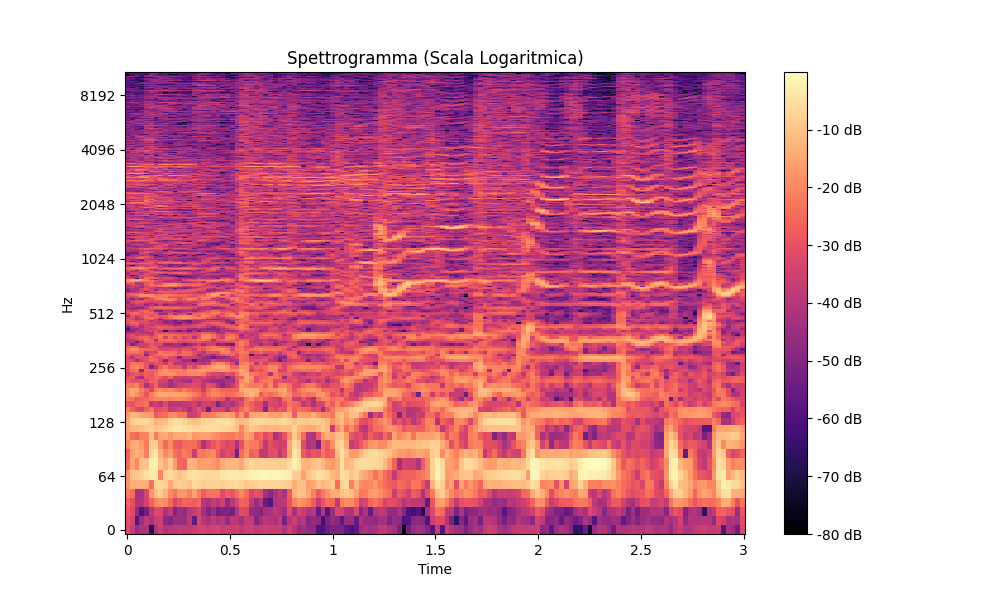 Spettrogramma (Scala Logaritmica)
8192
4096
2048
1024
512
256
128
64
0
Hz
0
0.5
1
1.5
2
2.5
3
Time
-10 dB
-20 dB
-30 dB
-40 dB
-50 dB
-60 dB
-70 dB
-80 dB